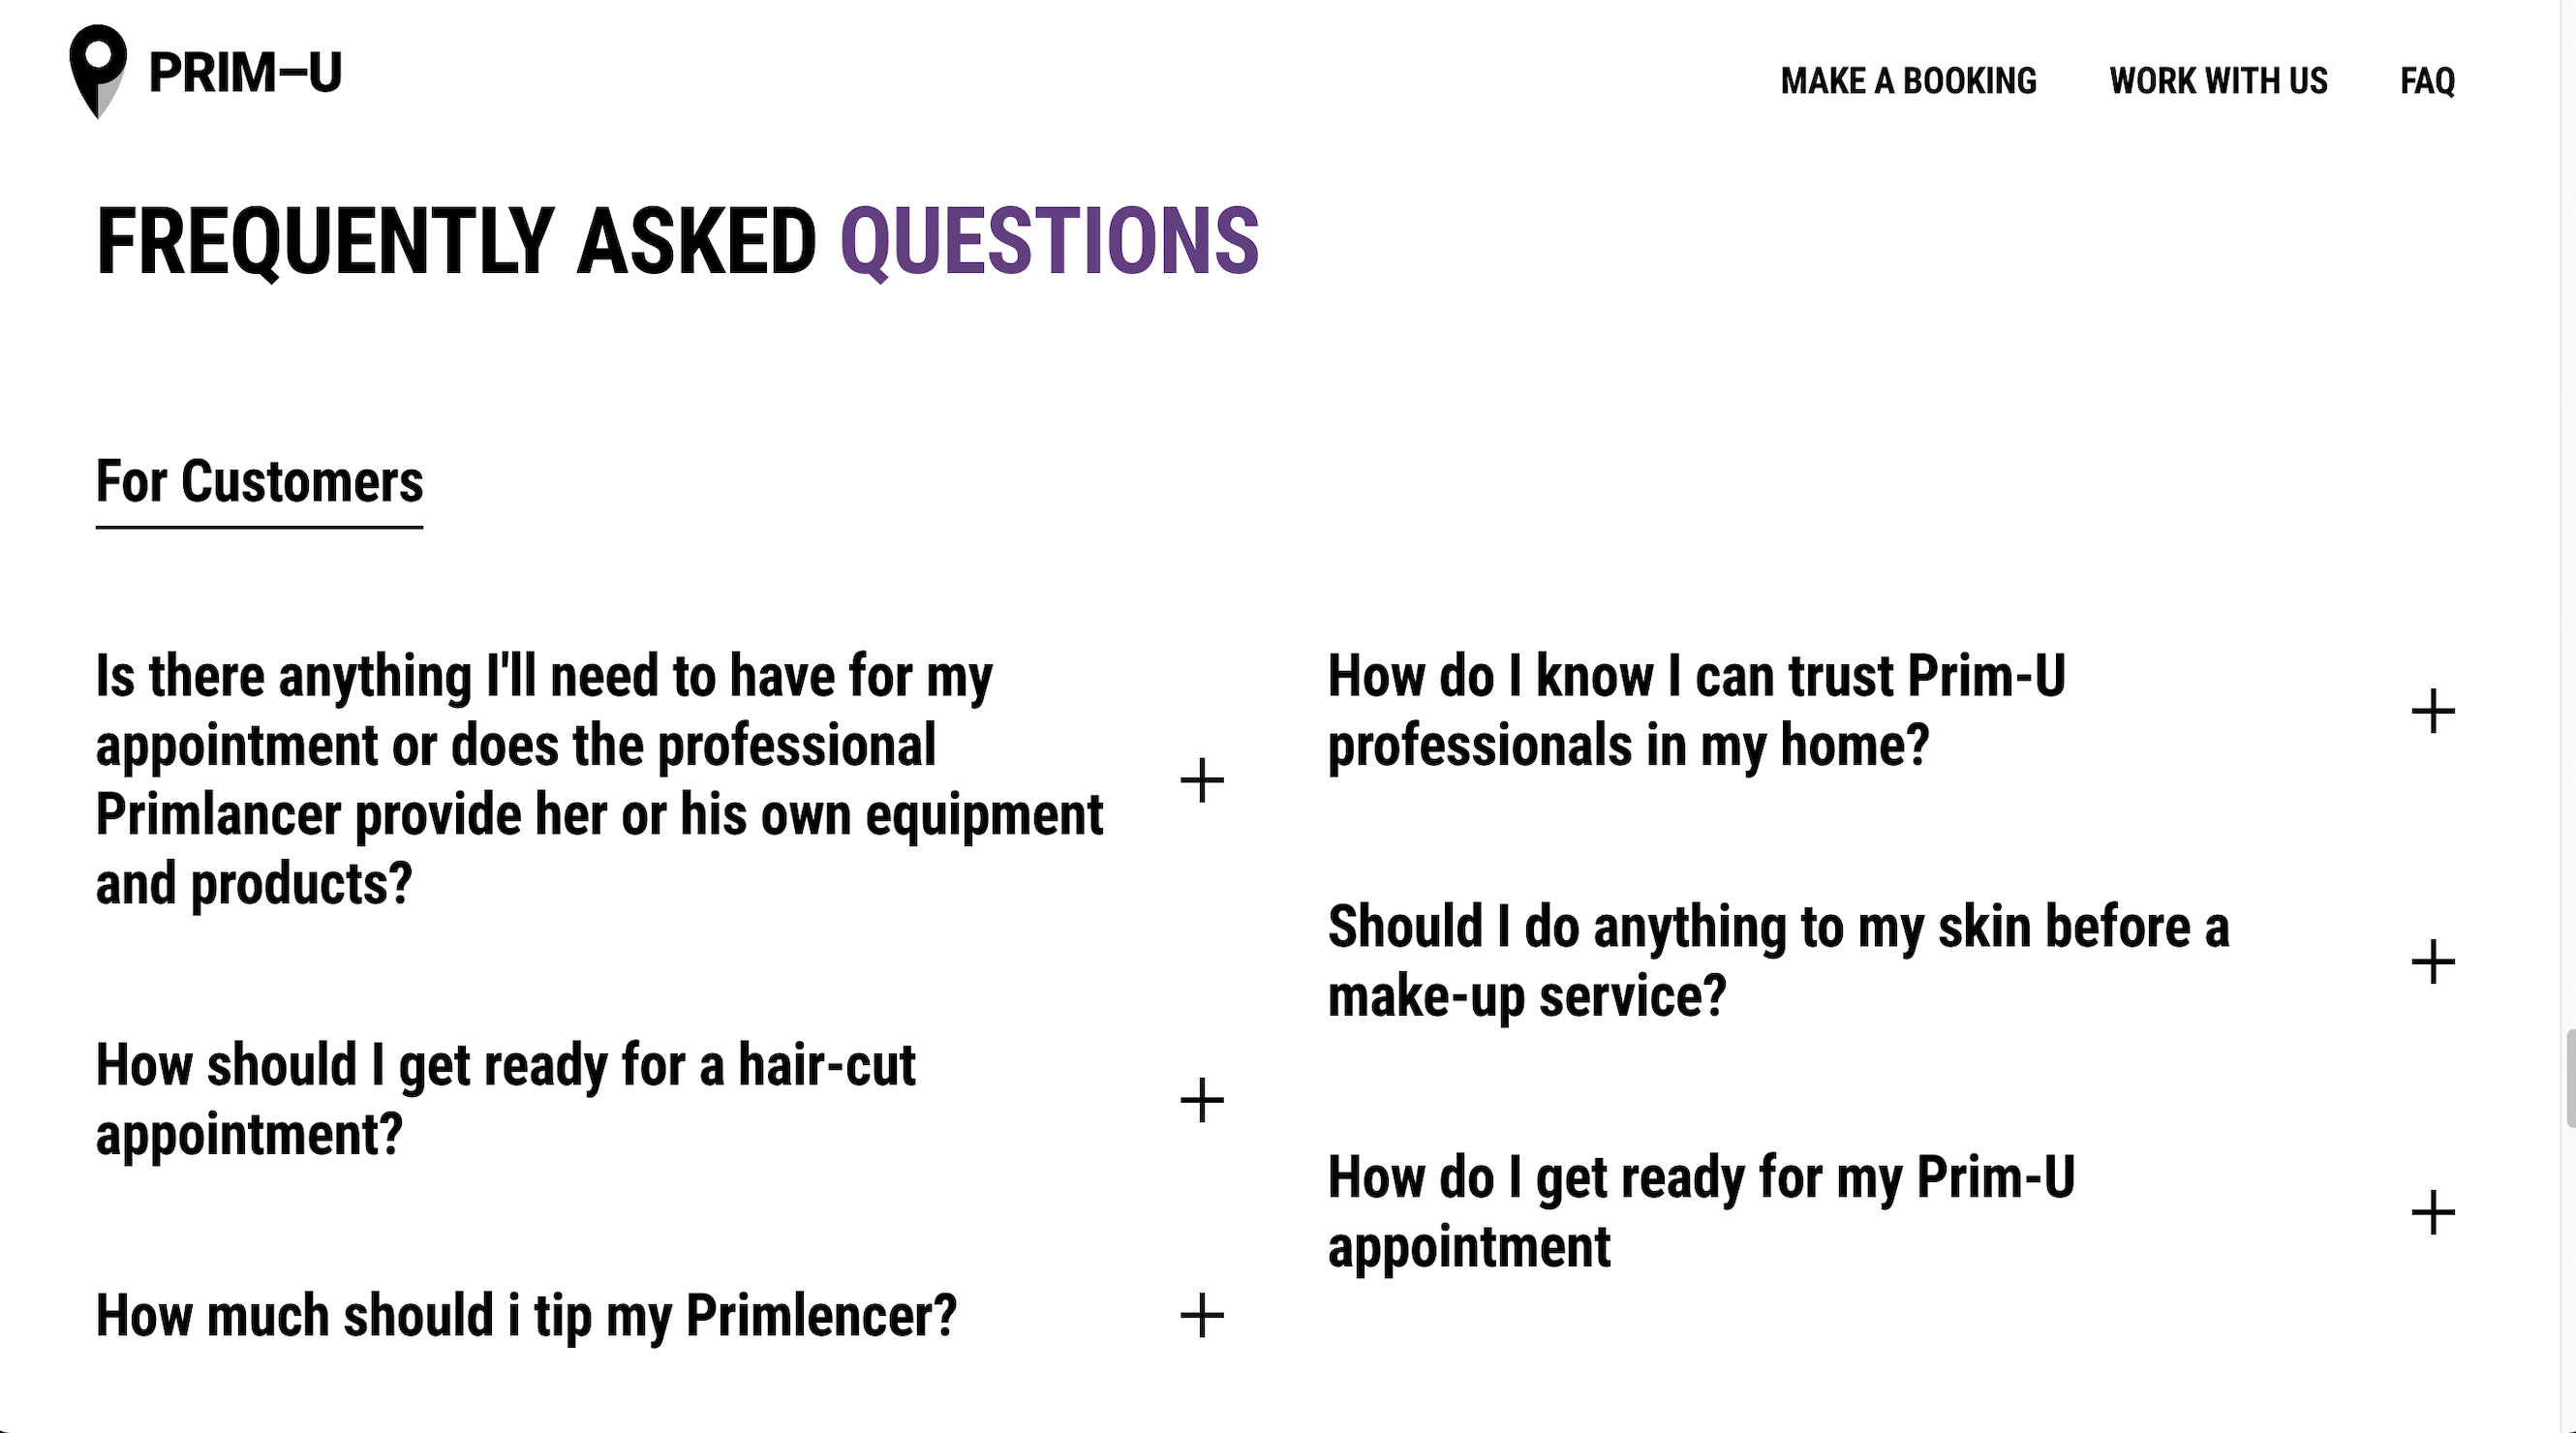 PRIM–U
MAKE A BOOKING
WORK WITH US
FAQ
FREQUENTLY ASKED QUESTIONS
For Customers
Is there anything I'll need to have for my
appointment or does the professional
Primlancer provide her or his own equipment
and products?
How should I get ready for a hair-cut
appointment?
How much should i tip my Primlencer?
How do I know I can trust Prim-U
professionals in my home?
Should I do anything to my skin before a
make-up service?
How do I get ready for my Prim-U
appointment